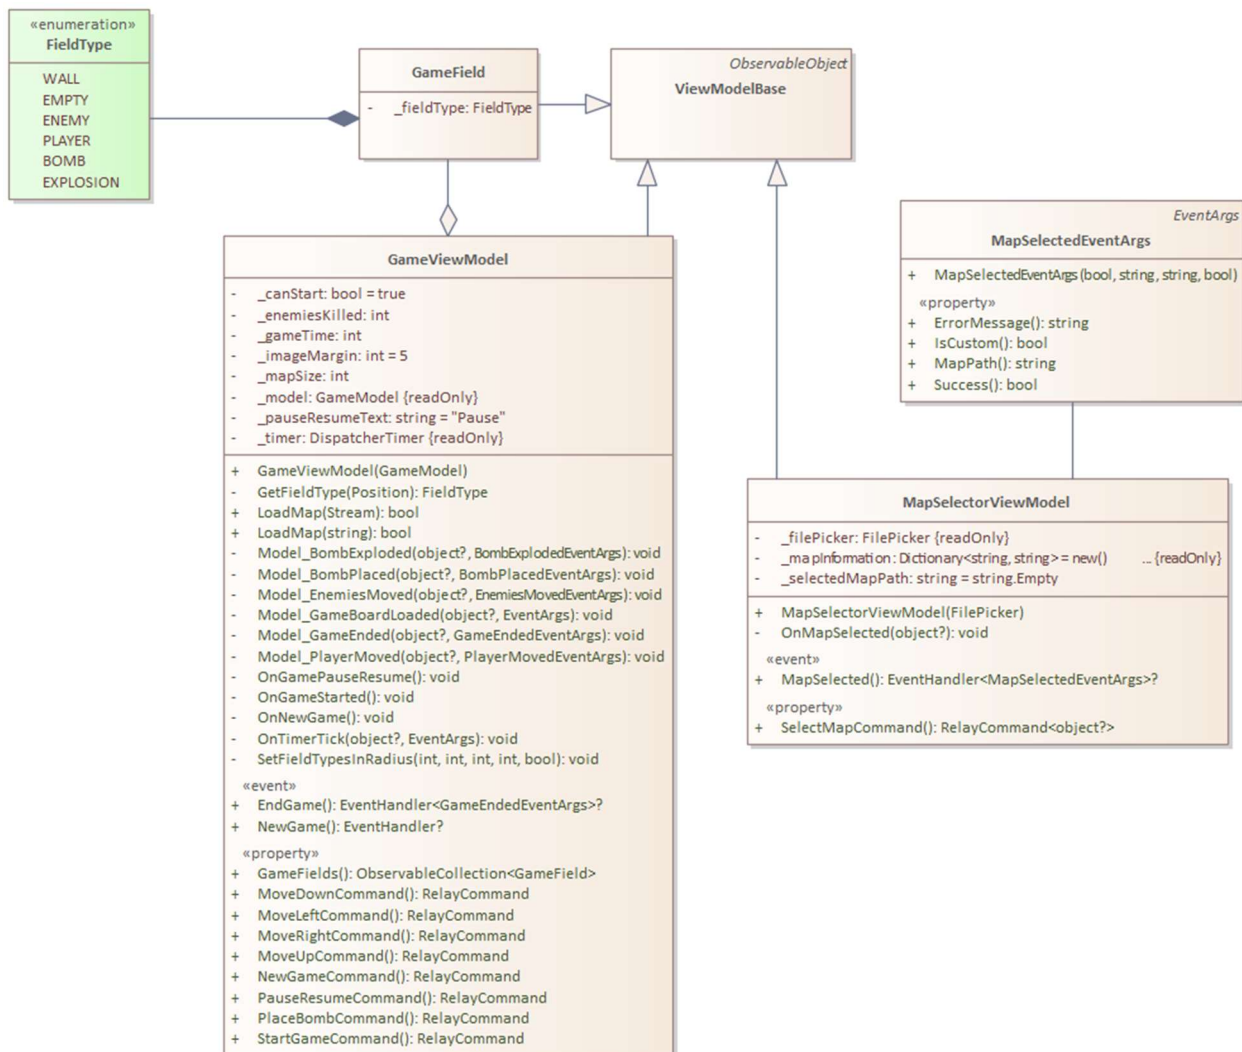 «enumeration»
FieldType
WALL
EMPTY
ENEMY
PLAYER
BOMB
EXPLOSION
GameField
- _fieldType: FieldType
ObservableObject
ViewModelBase
GameViewModel
- _canStart: bool = true
- _enemiesKilled: int
- _gameTime: int
- _imageMargin: int = 5
- _mapSize: int
- _model: GameModel {readOnly}
- _pauseResumeText: string = "Pause"
- _timer: DispatcherTimer {readOnly}
+ GameViewModel(GameModel)
- GetFieldType(Position): FieldType
+ LoadMap(Stream): bool
+ LoadMap(string): bool
- Model_BombExploded(object?, BombExplodedEventArgs): void
- Model_BombPlaced(object?, BombPlacedEventArgs): void
- Model_EnemiesMoved(object?, EnemiesMovedEventArgs): void
- Model_GameBoardLoaded(object?, EventArgs): void
- Model_GameEnded(object?, GameEndedEventArgs): void
- Model_PlayerMoved(object?, PlayerMovedEventArgs): void
- OnGamePauseResume(): void
- OnGameStarted(): void
- OnNewGame(): void
- OnTimerTick(object?, EventArgs): void
- SetFieldTypesInRadius(int, int, int, int, bool): void
«event»
+ EndGame(): EventHandler<GameEndedEventArgs>?
+ NewGame(): EventHandler?
«property»
+ GameFields(): ObservableCollection<GameField>
+ MoveDownCommand(): RelayCommand
+ MoveLeftCommand(): RelayCommand
+ MoveRightCommand(): RelayCommand
+ MoveUpCommand(): RelayCommand
+ NewGameCommand(): RelayCommand
+ PauseResumeCommand(): RelayCommand
+ PlaceBombCommand(): RelayCommand
+ StartGameCommand(): RelayCommand
EventArgs
MapSelectedEventArgs
+ MapSelectedEventArgs(bool, string, string, bool)
«property»
+ ErrorMessage(): string
+ IsCustom(): bool
+ MapPath(): string
+ Success(): bool
MapSelectorViewModel
- _filePicker: FilePicker {readOnly}
- _mapInformation: Dictionary<string, string> = new() ... {readOnly}
- _selectedMapPath: string = string.Empty
+ MapSelectorViewModel(FilePicker)
- OnMapSelected(object?): void
«event»
+ MapSelected(): EventHandler<MapSelectedEventArgs>?
«property»
+ SelectMapCommand(): RelayCommand<object?>